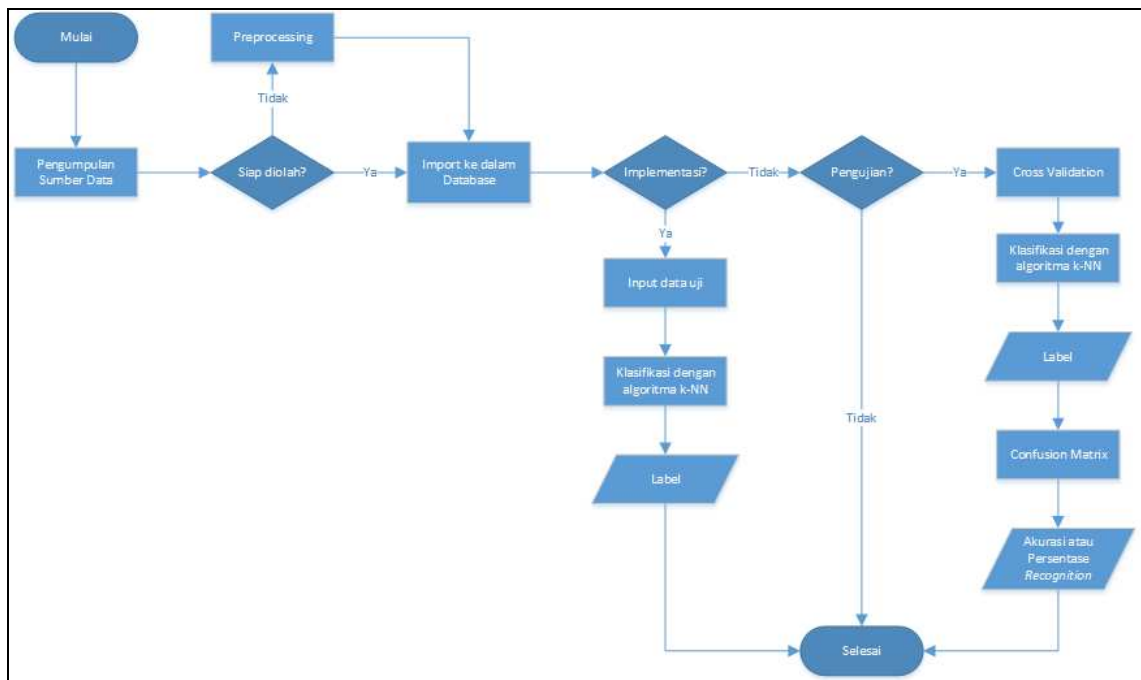 Mulai
Preprocessing
Tidak
Pengumpulan
Sumber Data
Siap diolah?
Ya
Import ke dalam
Database
Implementasi?
Tidak
Pengujian?
Ya
Cross Validation
Ya
Input data uji
Klasifikasi dengan
algoritma k-NN
Label
Tidak
Klasifikasi dengan
algoritma k-NN
Label
Confusion Matrix
Akurasi atau
Persentase
Recognition
Selesai